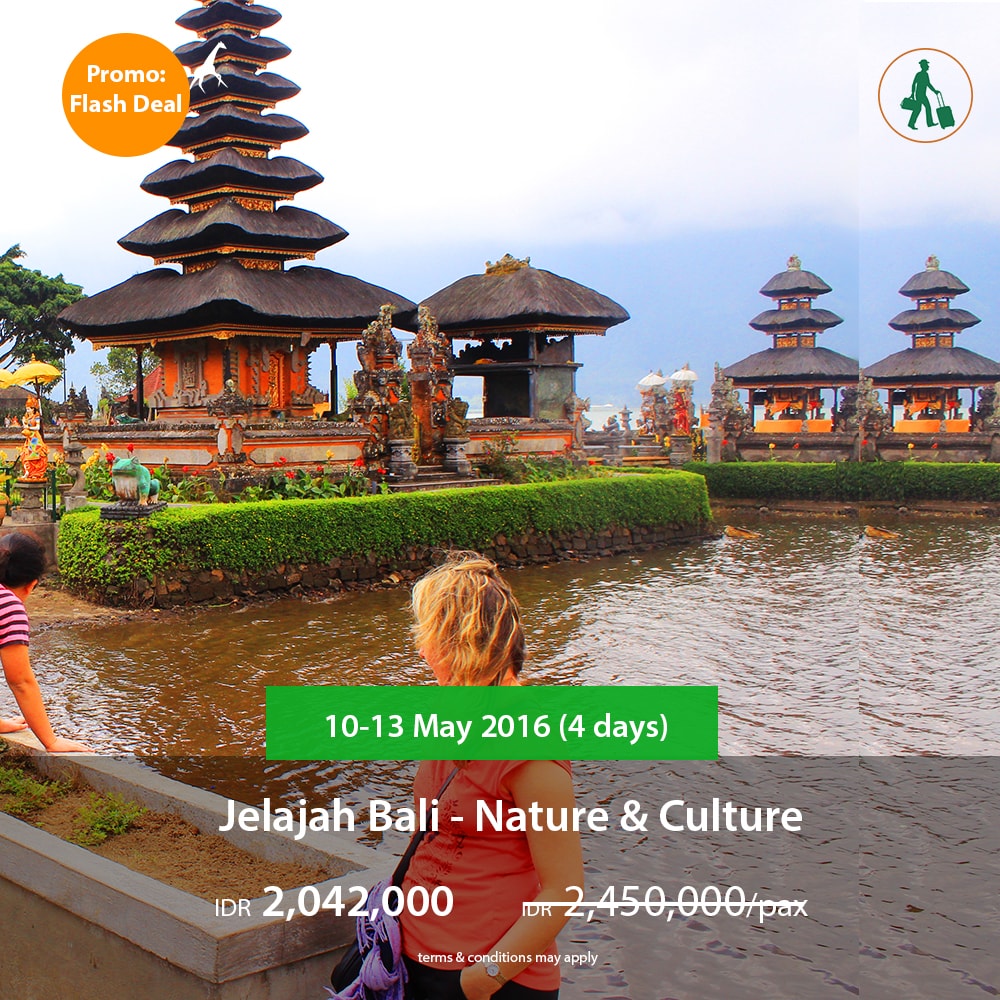 Promo:
Flash Deal
10-13 May 2016 (4 days)
Jelajah Bali - Nature & Culture
IDR 2,042,000 IDR 2,450,000/pax
terms & conditions may apply